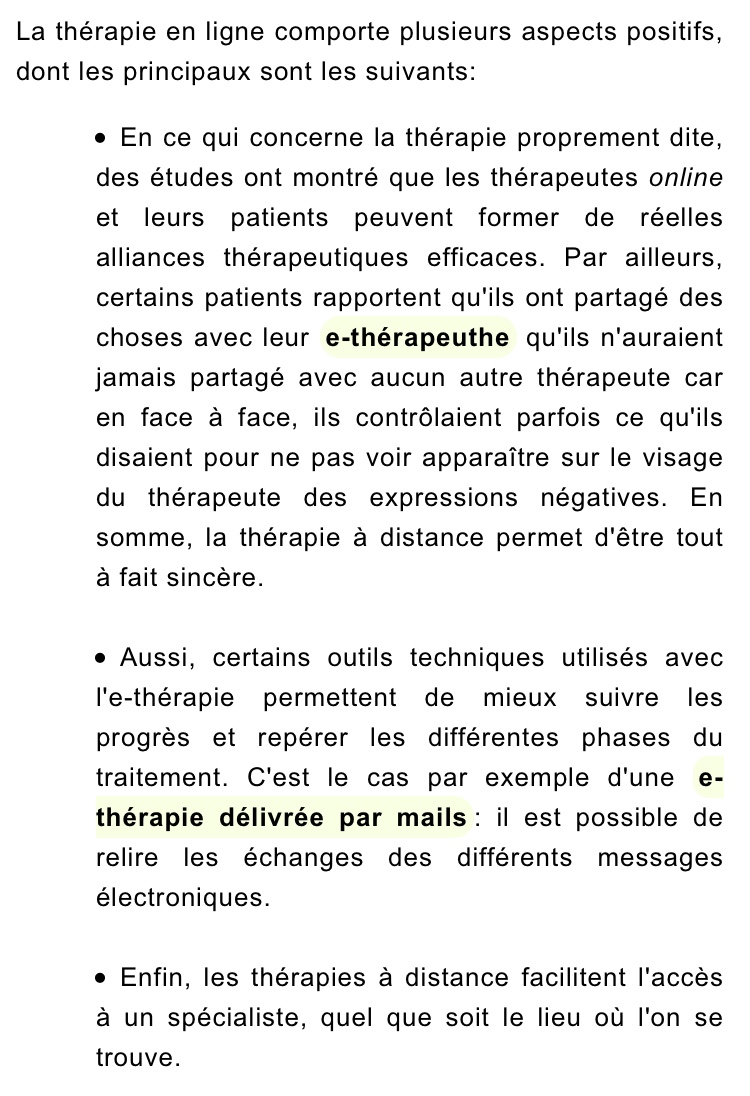 La thérapie en ligne comporte plusieurs aspects positifs,
dont les principaux sont les suivants:
• En ce qui concerne la thérapie proprement dite,
des études ont montré que les thérapeutes online
et leurs patients peuvent former de réelles
alliances thérapeutiques efficaces. Par ailleurs,
certains patients rapportent qu'ils ont partagé des
choses avec leur e-thérapeuthe qu'ils n'auraient
jamais partagé avec aucun autre thérapeute car
en face à face, ils contrôlaient parfois ce qu'ils
disaient pour ne pas voir apparaître sur le visage
du thérapeute des expressions négatives. En
somme, la thérapie à distance permet d'être tout
à fait sincère.
• Aussi, certains outils techniques utilisés avec
l'e-thérapie permettent de mieux suivre les
progrès et repérer les différentes phases du
traitement. C'est le cas par exemple d'une e-
thérapie délivrée par mails : il est possible de
relire les échanges des différents messages
électroniques.
• Enfin, les thérapies à distance facilitent l'accès
à un spécialiste, quel que soit le lieu où l'on se
trouve.